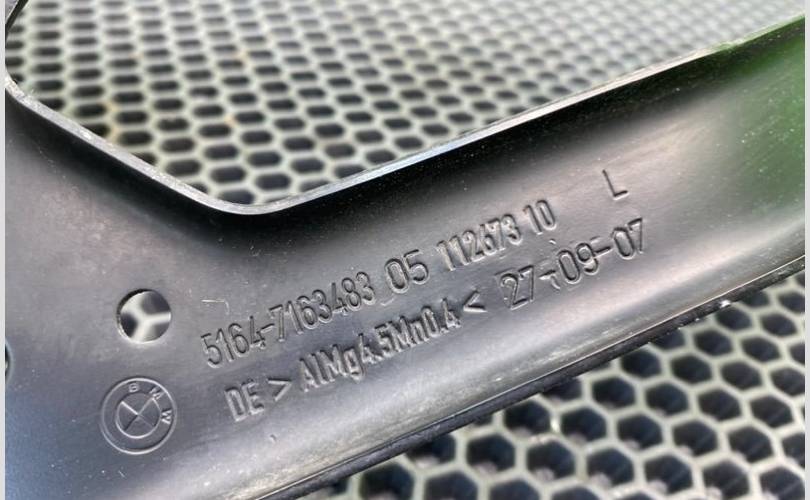 5164-7163483 05 112673 10 L
DE > AlMg4.5Mn0.4 < 27-09-07
BMW